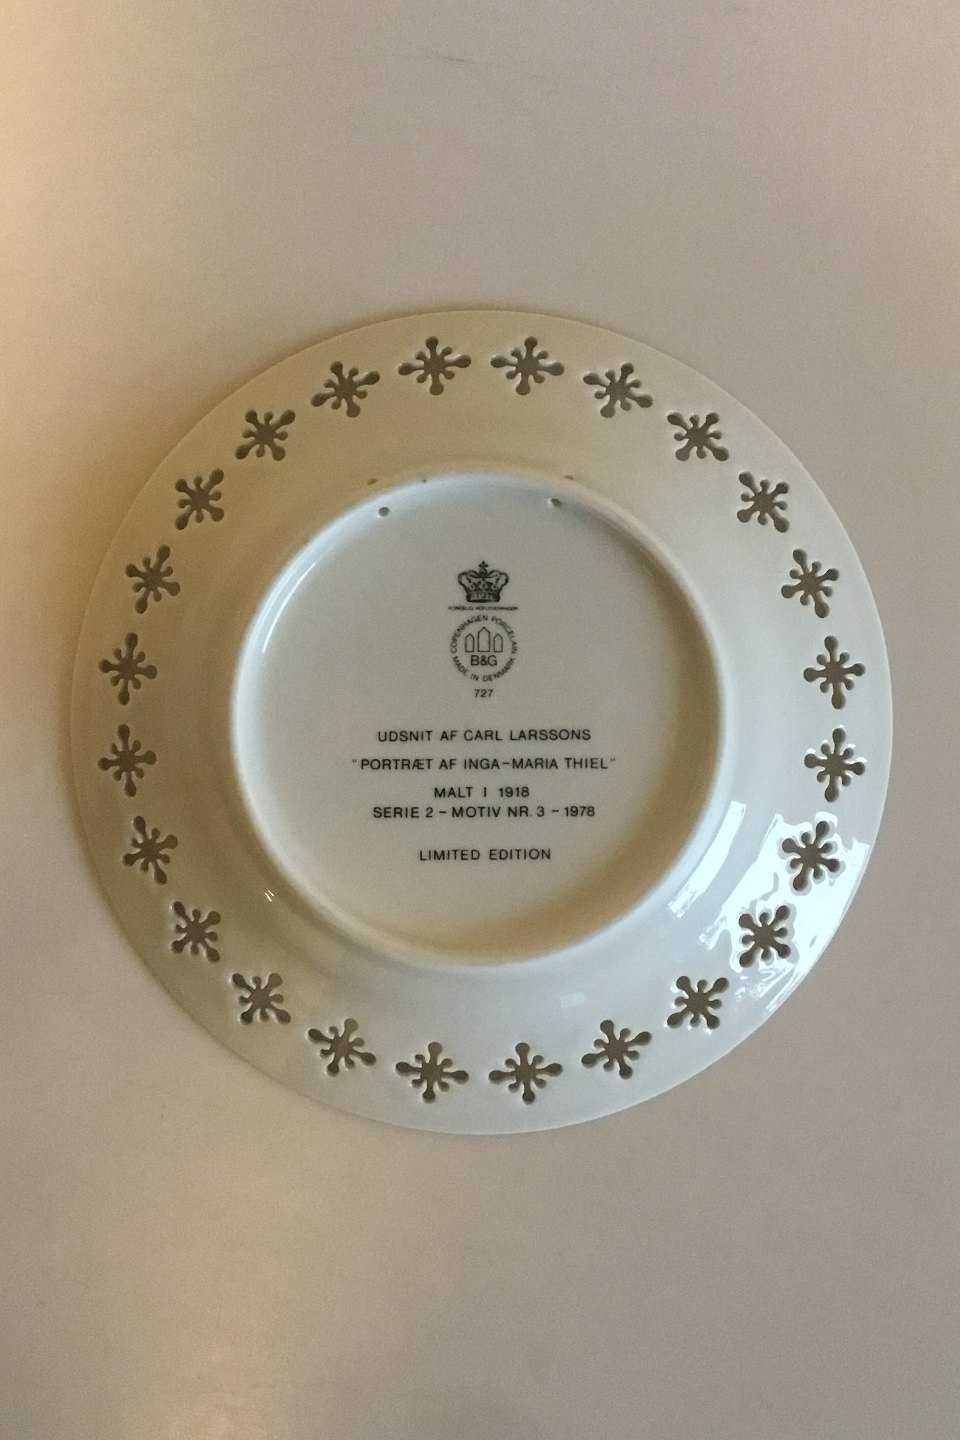 KONGELIG HOFLEVERANDØR
COPENHAGEN PORCELAIN
B&G
MADE IN DENMARK
727
UDSNIT AF CARL LARSSONS
"PORTRÆT AF INGA-MARIA THIEL"
MALT I 1918
SERIE 2 - MOTIV NR. 3 - 1978
LIMITED EDITION